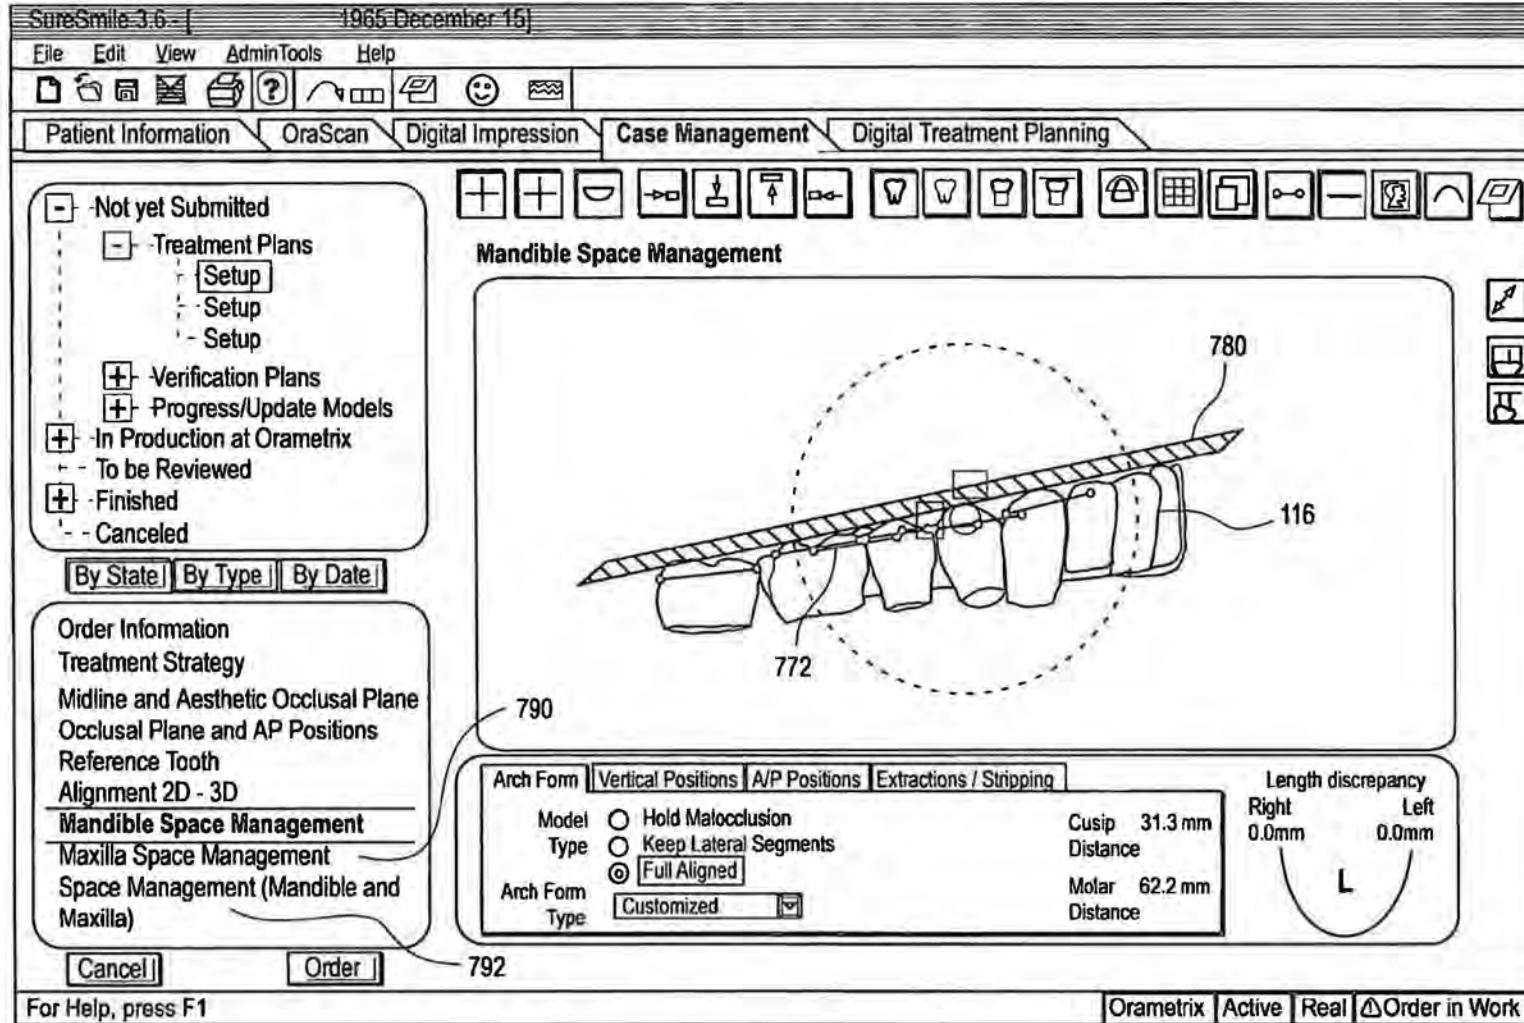 SureSmile 3.6 - [ 1965 December 15]
File Edit View AdminTools Help
?
Patient Information OraScan Digital Impression Case Management Digital Treatment Planning
- Not yet Submitted
- Treatment Plans
Setup
Setup
Setup
+ Verification Plans
+ Progress/Update Models
+ In Production at Orametrix
To be Reviewed
+ Finished
Canceled
By State By Type By Date
Order Information
Treatment Strategy
Midline and Aesthetic Occlusal Plane
Occlusal Plane and AP Positions
Reference Tooth
Alignment 2D - 3D
Mandible Space Management
Maxilla Space Management
Space Management (Mandible and
Maxilla)
Cancel Order
790
792
Mandible Space Management
780
116
772
Arch Form Vertical Positions A/P Positions Extractions / Stripping
Model
Type
Hold Malocclusion
Keep Lateral Segments
Full Aligned
Arch Form
Type
Customized
Cusip 31.3 mm
Distance
Molar 62.2 mm
Distance
Length discrepancy
Right Left
0.0mm 0.0mm
L
For Help, press F1
Orametrix Active Real Order in Work